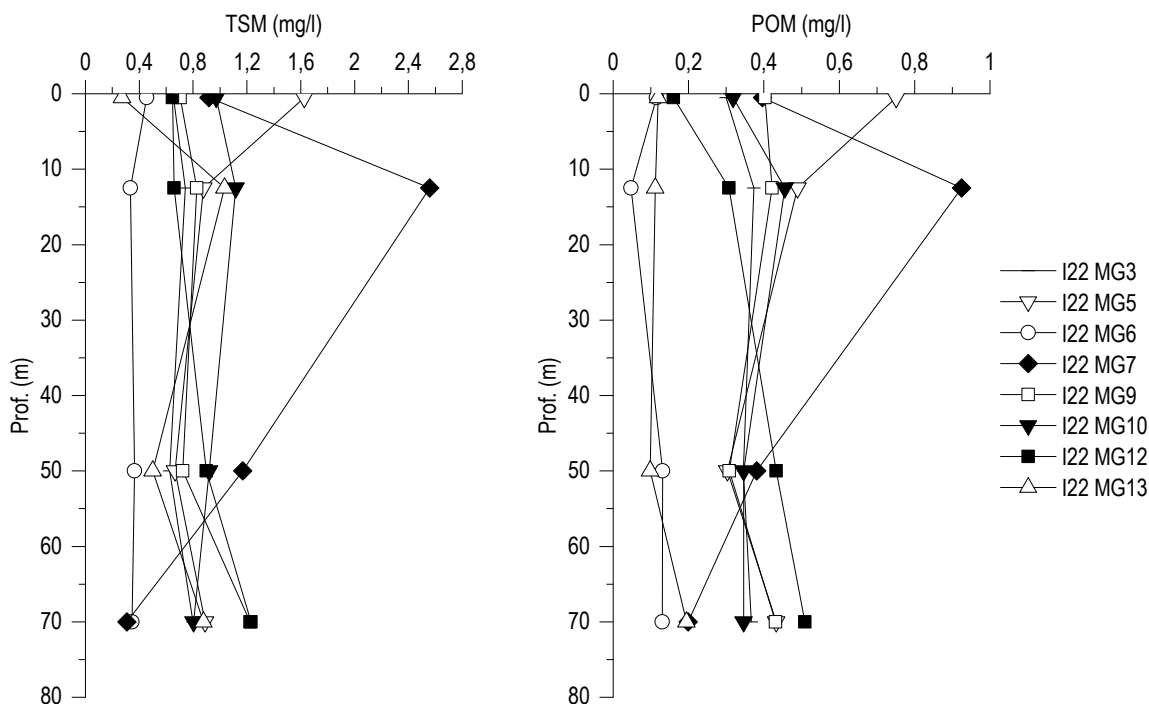 TSM (mg/l)
0 0,4 0,8 1,2 1,6 2 2,4 2,8
0
10
20
30
40
50
60
70
80
Prof. (m)
POM (mg/l)
0 0,2 0,4 0,6 0,8 1
0
10
20
30
40
50
60
70
80
Prof. (m)
I22 MG3
I22 MG5
I22 MG6
I22 MG7
I22 MG9
I22 MG10
I22 MG12
I22 MG13